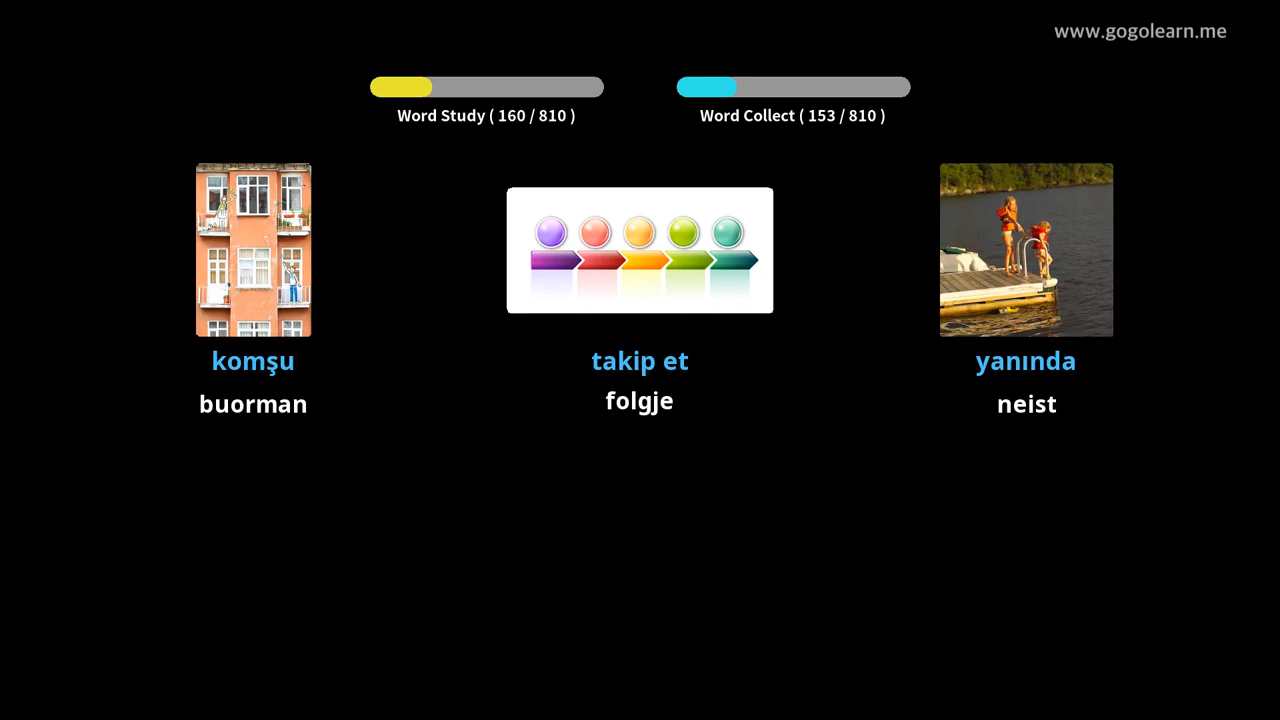 www.gogolearn.me
Word Study ( 160 / 810 )
Word Collect ( 153 / 810 )
komşu
takip et
yanında
buorman
folgje
neist